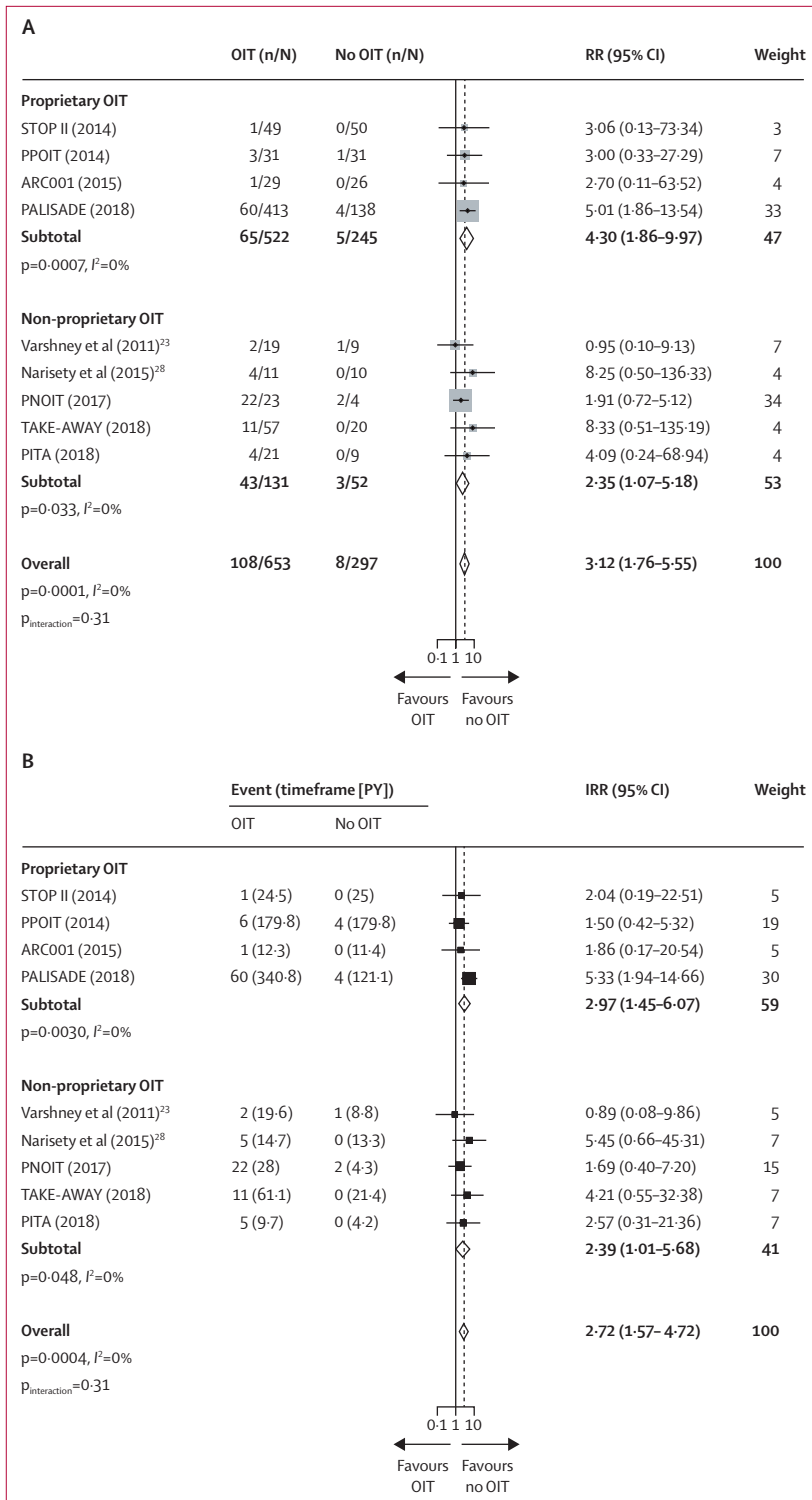 A
OIT (n/N) No OIT (n/N) RR (95% CI) Weight
Proprietary OIT
STOP II (2014) 1/49 0/50 3·06 (0·13–73·34) 3
PPOIT (2014) 3/31 1/31 3·00 (0·33–27·29) 7
ARC001 (2015) 1/29 0/26 2·70 (0·11–63·52) 4
PALISADE (2018) 60/413 4/138 5·01 (1·86–13·54) 33
Subtotal 65/522 5/245 4·30 (1·86–9·97) 47
p=0·0007, I²=0%
Non-proprietary OIT
Varshney et al (2011)²³ 2/19 1/9 0·95 (0·10–9·13) 7
Narisety et al (2015)²⁸ 4/11 0/10 8·25 (0·50–136·33) 4
PNOIT (2017) 22/23 2/4 1·91 (0·72–5·12) 34
TAKE-AWAY (2018) 11/57 0/20 8·33 (0·51–135·19) 4
PITA (2018) 4/21 0/9 4·09 (0·24–68·94) 4
Subtotal 43/131 3/52 2·35 (1·07–5·18) 53
p=0·033, I²=0%
Overall 108/653 8/297 3·12 (1·76–5·55) 100
p=0·0001, I²=0%
pinteraction=0·31
0·1 1 10
Favours OIT Favours no OIT
B
Event (timeframe [PY]) IRR (95% CI) Weight
OIT No OIT
Proprietary OIT
STOP II (2014) 1 (24·5) 0 (25) 2·04 (0·19–22·51) 5
PPOIT (2014) 6 (179·8) 4 (179·8) 1·50 (0·42–5·32) 19
ARC001 (2015) 1 (12·3) 0 (11·4) 1·86 (0·17–20·54) 5
PALISADE (2018) 60 (340·8) 4 (121·1) 5·33 (1·94–14·66) 30
Subtotal 2·97 (1·45–6·07) 59
p=0·0030, I²=0%
Non-proprietary OIT
Varshney et al (2011)²³ 2 (19·6) 1 (8·8) 0·89 (0·08–9·86) 5
Narisety et al (2015)²⁸ 5 (14·7) 0 (13·3) 5·45 (0·66–45·31) 7
PNOIT (2017) 22 (28) 2 (4·3) 1·69 (0·40–7·20) 15
TAKE-AWAY (2018) 11 (61·1) 0 (21·4) 4·21 (0·55–32·38) 7
PITA (2018) 5 (9·7) 0 (4·2) 2·57 (0·31–21·36) 7
Subtotal 2·39 (1·01–5·68) 41
p=0·048, I²=0%
Overall 2·72 (1·57– 4·72) 100
p=0·0004, I²=0%
pinteraction=0·31
0·1 1 10
Favours OIT Favours no OIT